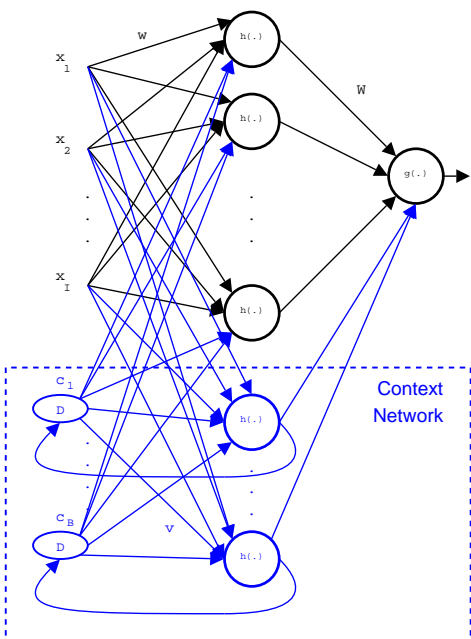 w
h(.)
x1
W
h(.)
x2
g(.)
.
.
.
.
.
.
xI
h(.)
c1
Context
D
Network
h(.)
.
.
.
.
.
.
cB
v
D
h(.)